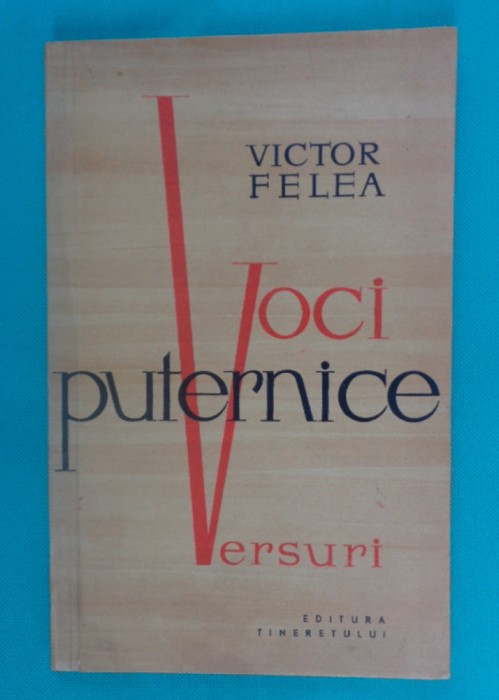 VICTOR
FELEA
Voci
puternice
Versuri
EDITURA
TINERETULUI